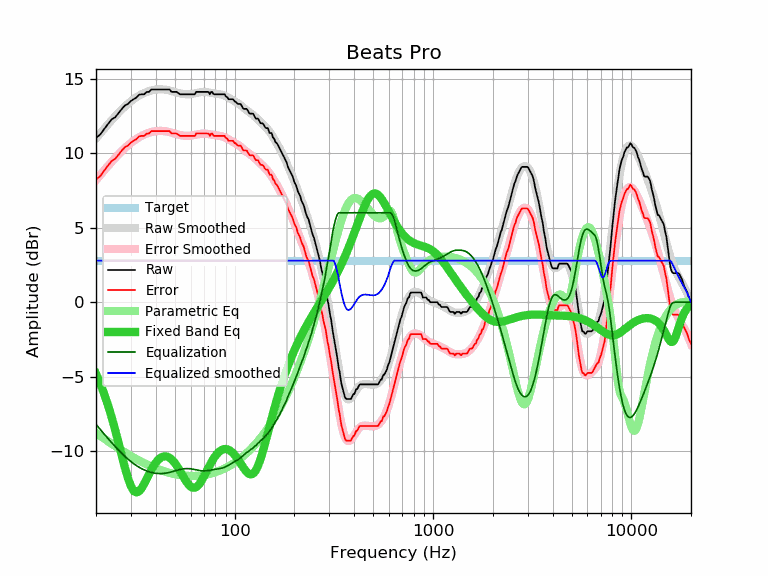 Beats Pro
Amplitude (dBr)
15
10
5
0
−5
−10
Target
Raw Smoothed
Error Smoothed
Raw
Error
Parametric Eq
Fixed Band Eq
Equalization
Equalized smoothed
100
1000
10000
Frequency (Hz)